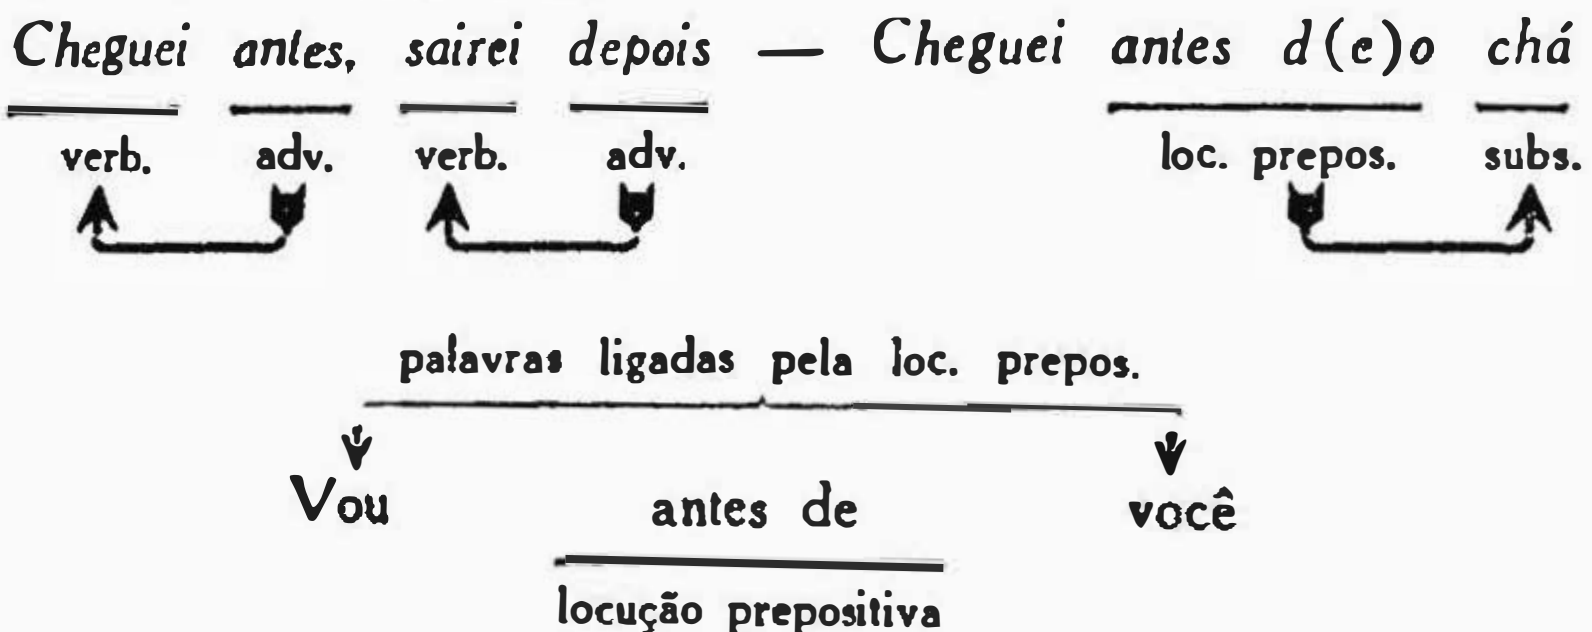 Cheguei antes, sairei depois — Cheguei antes d(e)o chá
verb. adv. verb. adv. loc. prepos. subs.
palavras ligadas pela loc. prepos.
Vou antes de você
locução prepositiva